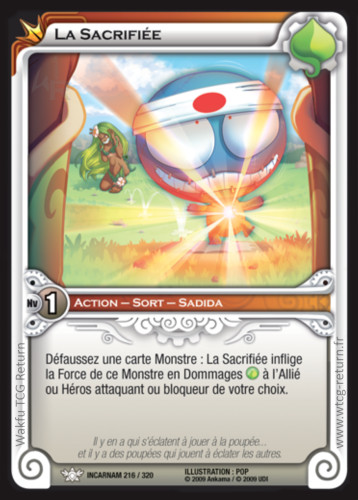 La Sacrifiée
Nv 1
Action – Sort – Sadida
Défaussez une carte Monstre : La Sacrifiée inflige
la Force de ce Monstre en Dommages à l'Allié
ou Héros attaquant ou bloqueur de votre choix.
Il y en a qui s'éclatent à jouer à la poupée...
et il y a des poupées qui jouent à éclater les autres.
INCARNAM 216 / 320
ILLUSTRATION : POP
© 2009 Ankama / © 2009 UDI
Wakfu TCG Return
www.wtcg-return.fr